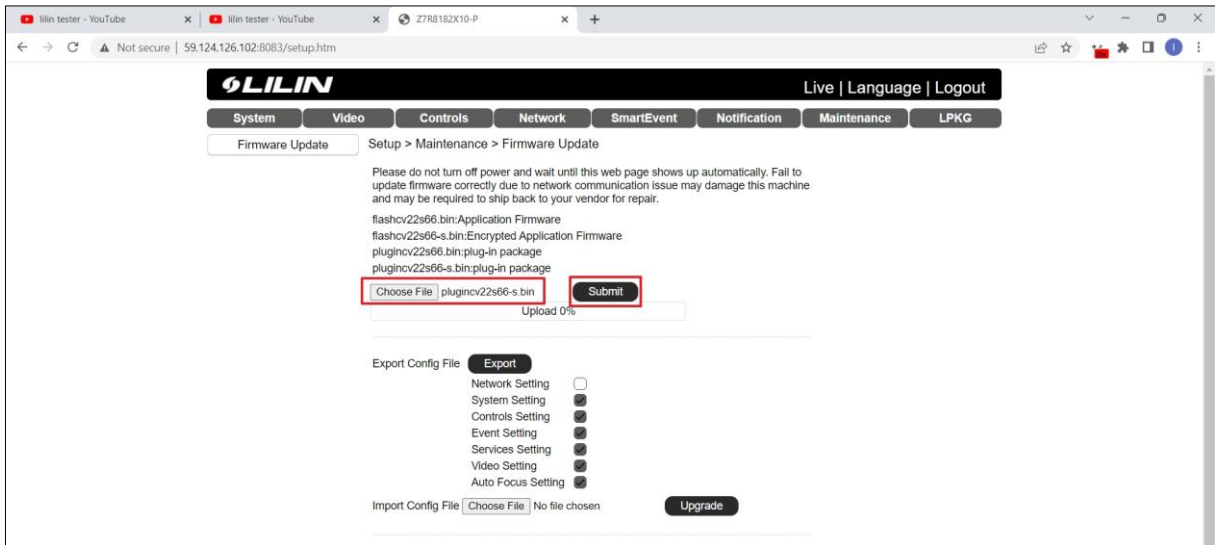 lilin tester - YouTube
lilin tester - YouTube
Z7R8182X10-P
Not secure | 59.124.126.102:8083/setup.htm
LILIN
Live | Language | Logout
System Video Controls Network SmartEvent Notification Maintenance LPKG
Firmware Update
Setup > Maintenance > Firmware Update
Please do not turn off power and wait until this web page shows up automatically. Fail to
update firmware correctly due to network communication issue may damage this machine
and may be required to ship back to your vendor for repair.
flashcv22s66.bin:Application Firmware
flashcv22s66-s.bin:Encrypted Application Firmware
plugincv22s66.bin:plug-in package
plugincv22s66-s.bin:plug-in package
Choose File plugincv22s66-s.bin Submit
Upload 0%
Export Config File Export
Network Setting
System Setting
Controls Setting
Event Setting
Services Setting
Video Setting
Auto Focus Setting
Import Config File Choose File No file chosen Upgrade